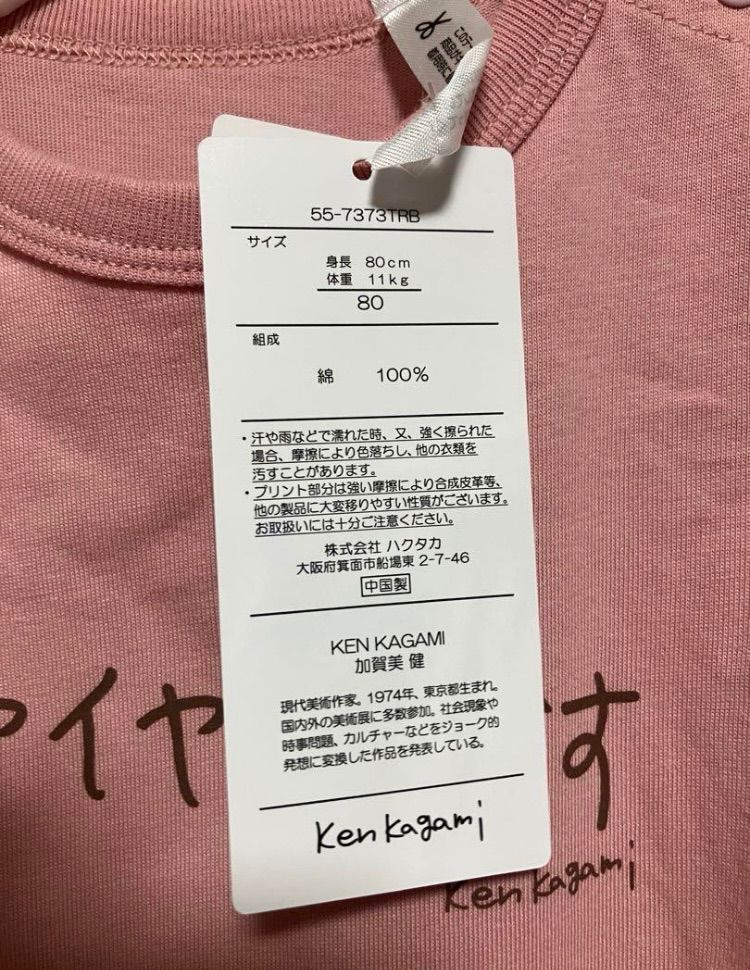 55-7373TRB
サイズ
身長 80cm
体重 11kg
80
組成
綿 100%
・汗や雨などで濡れた時、又、強く擦られた
場合、摩擦により色落ちし、他の衣類を
汚すことがあります。
・プリント部分は強い摩擦により合成皮革等、
他の製品に大変移りやすい性質がございます。
お取扱いには十分ご注意ください。
株式会社 ハクタカ
大阪府箕面市船場東 2-7-46
中国製
KEN KAGAMI
加賀美 健
現代美術作家。1974年、東京都生まれ。
国内外の美術展に多数参加。社会現象や
時事問題、カルチャーなどをジョーク的
発想に変換した作品を発表している。
Ken Kagami
イヤ
す
Ken Kagami